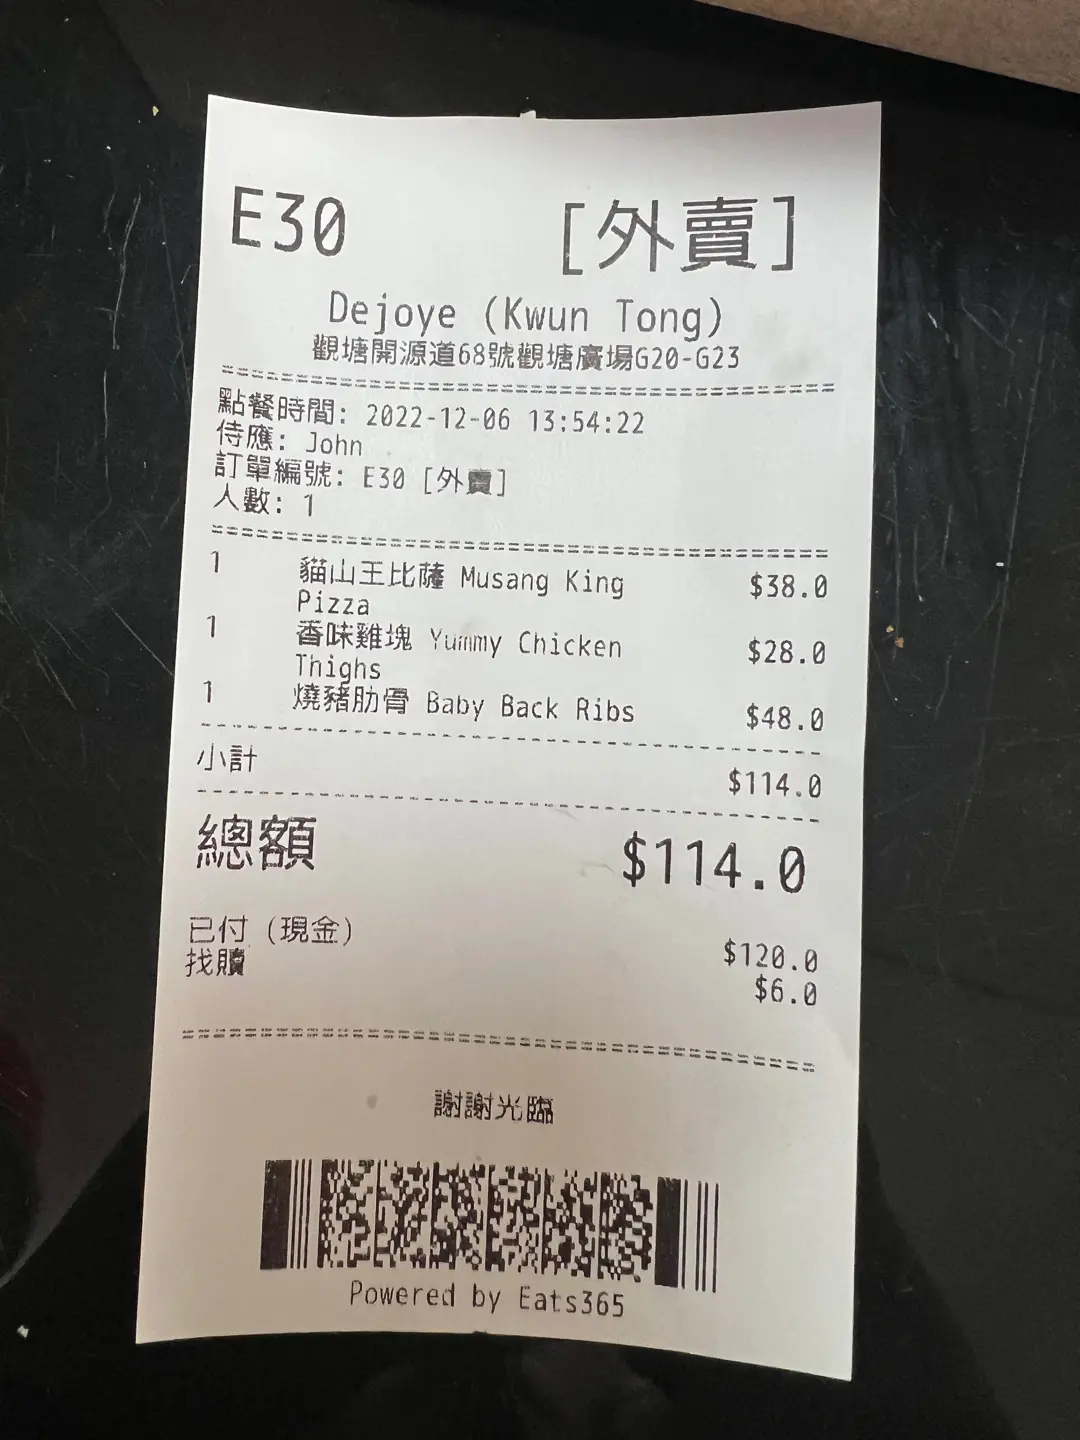 E30 [外賣]
Dejoye (Kwun Tong)
觀塘開源道68號觀塘廣場G20-G23
點餐時間: 2022-12-06 13:54:22
侍應: John
訂單編號: E30 [外賣]
人數: 1
1 貓山王比薩 Musang King $38.0
Pizza
1 香味雞塊 Yummy Chicken $28.0
Thighs
1 燒豬肋骨 Baby Back Ribs $48.0
小計 $114.0
總額 $114.0
已付 (現金) $120.0
找贖 $6.0
謝謝光臨
Powered by Eats365